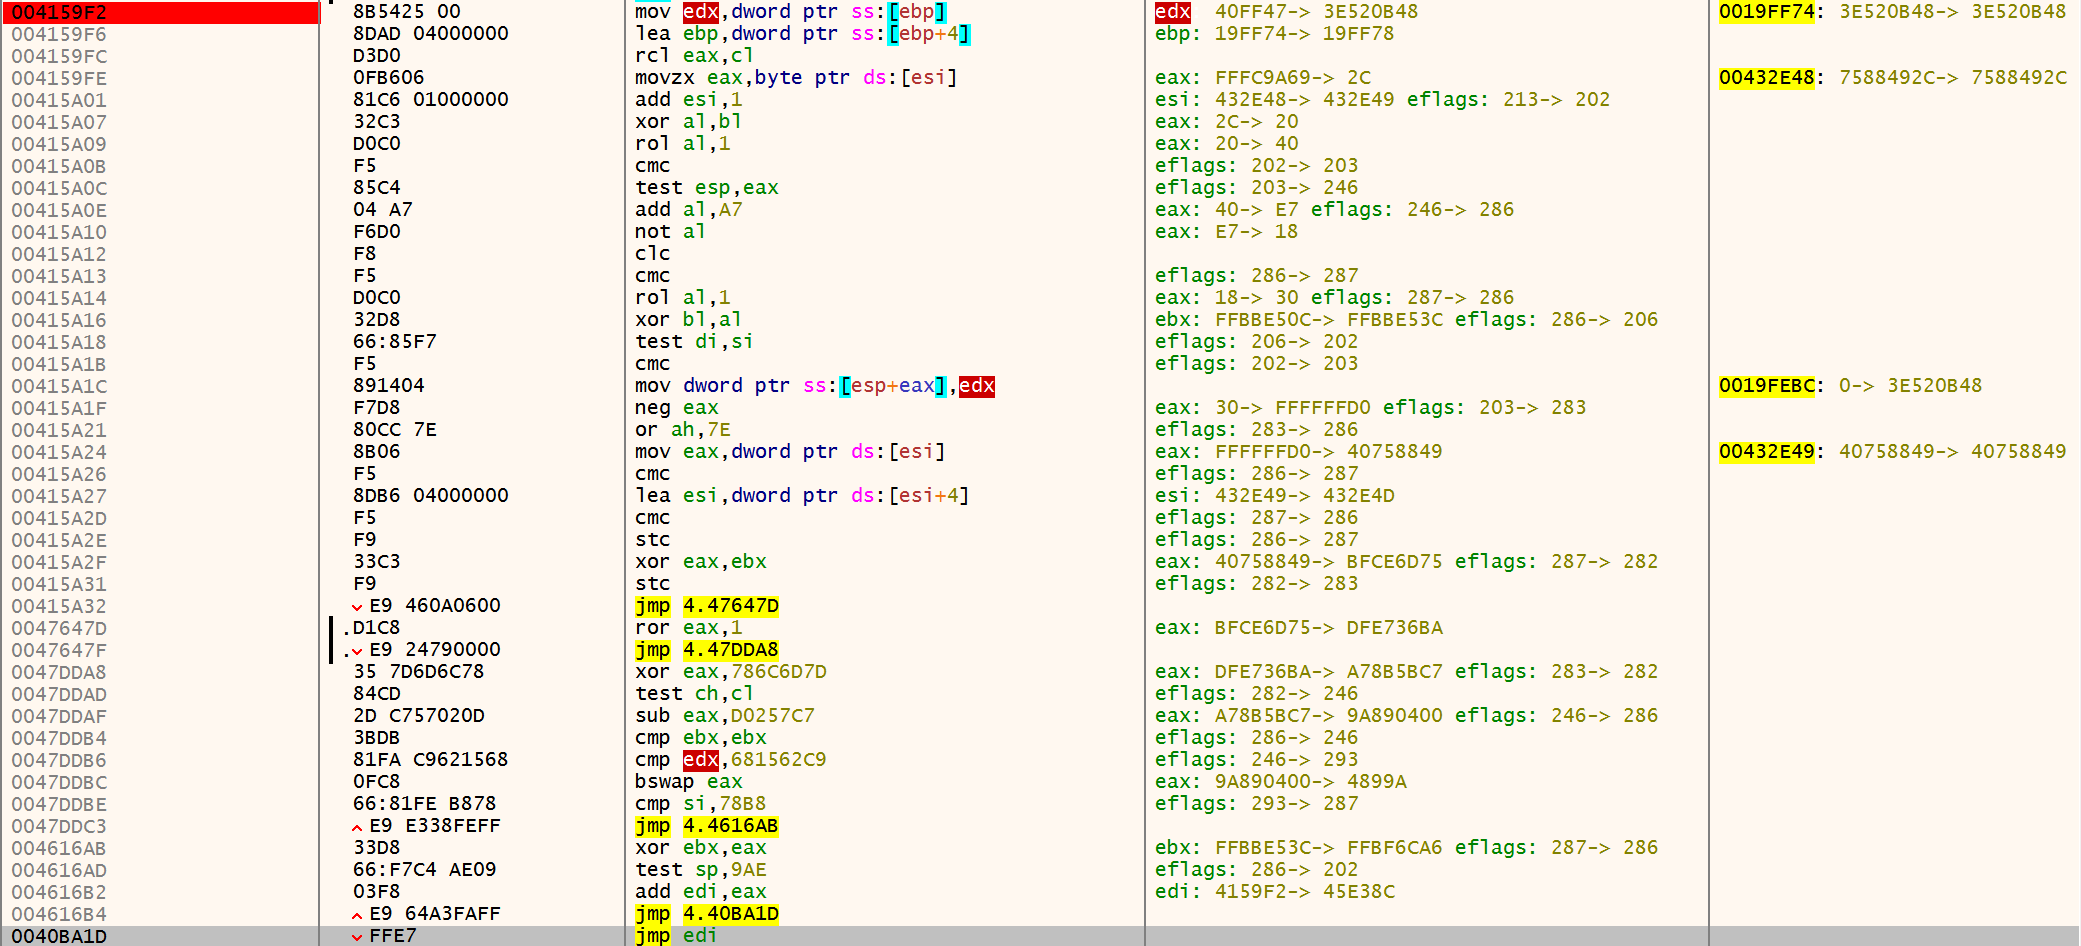 004159F2 8B5425 00 mov edx,dword ptr ss:[ebp] edx 40FF47-> 3E520B48 0019FF74: 3E520B48-> 3E520B48
004159F6 8DAD 04000000 lea ebp,dword ptr ss:[ebp+4] ebp: 19FF74-> 19FF78
004159FC D3D0 rcl eax,cl
004159FE 0FB606 movzx eax,byte ptr ds:[esi] eax: FFFC9A69-> 2C 00432E48: 7588492C-> 7588492C
00415A01 81C6 01000000 add esi,1 esi: 432E48-> 432E49 eflags: 213-> 202
00415A07 32C3 xor al,bl eax: 2C-> 20
00415A09 D0C0 rol al,1 eax: 20-> 40
00415A0B F5 cmc eflags: 202-> 203
00415A0C 85C4 test esp,eax eflags: 203-> 246
00415A0E 04 A7 add al,A7 eax: 40-> E7 eflags: 246-> 286
00415A10 F6D0 not al eax: E7-> 18
00415A12 F8 clc
00415A13 F5 cmc eflags: 286-> 287
00415A14 D0C0 rol al,1 eax: 18-> 30 eflags: 287-> 286
00415A16 32D8 xor bl,al ebx: FFBBE50C-> FFBBE53C eflags: 286-> 206
00415A18 66:85F7 test di,si eflags: 206-> 202
00415A1B F5 cmc eflags: 202-> 203
00415A1C 891404 mov dword ptr ss:[esp+eax],edx 0019FEBC: 0-> 3E520B48
00415A1F F7D8 neg eax eax: 30-> FFFFFFD0 eflags: 203-> 283
00415A21 80CC 7E or ah,7E eflags: 283-> 286
00415A24 8B06 mov eax,dword ptr ds:[esi] eax: FFFFFFD0-> 40758849 00432E49: 40758849-> 40758849
00415A26 F5 cmc eflags: 286-> 287
00415A27 8DB6 04000000 lea esi,dword ptr ds:[esi+4] esi: 432E49-> 432E4D
00415A2D F5 cmc eflags: 287-> 286
00415A2E F9 stc eflags: 286-> 287
00415A2F 33C3 xor eax,ebx eax: 40758849-> BFCE6D75 eflags: 287-> 282
00415A31 F9 stc eflags: 282-> 283
00415A32 E9 460A0600 jmp 4.47647D
0047647D .D1C8 ror eax,1 eax: BFCE6D75-> DFE736BA
0047647F .E9 24790000 jmp 4.47DDA8
0047DDA8 35 7D6D6C78 xor eax,786C6D7D eax: DFE736BA-> A78B5BC7 eflags: 283-> 282
0047DDAD 84CD test ch,cl eflags: 282-> 246
0047DDAF 2D C757020D sub eax,D0257C7 eax: A78B5BC7-> 9A890400 eflags: 246-> 286
0047DDB4 3BDB cmp ebx,ebx eflags: 286-> 246
0047DDB6 81FA C9621568 cmp edx,681562C9 eflags: 246-> 293
0047DDBC 0FC8 bswap eax eax: 9A890400-> 4899A
0047DDBE 66:81FE B878 cmp si,78B8 eflags: 293-> 287
0047DDC3 E9 E338FEFF jmp 4.4616AB
004616AB 33D8 xor ebx,eax ebx: FFBBE53C-> FFBF6CA6 eflags: 287-> 286
004616AD 66:F7C4 AE09 test sp,9AE eflags: 286-> 202
004616B2 03F8 add edi,eax edi: 4159F2-> 45E38C
004616B4 E9 64A3FAFF jmp 4.40BA1D
0040BA1D FFE7 jmp edi